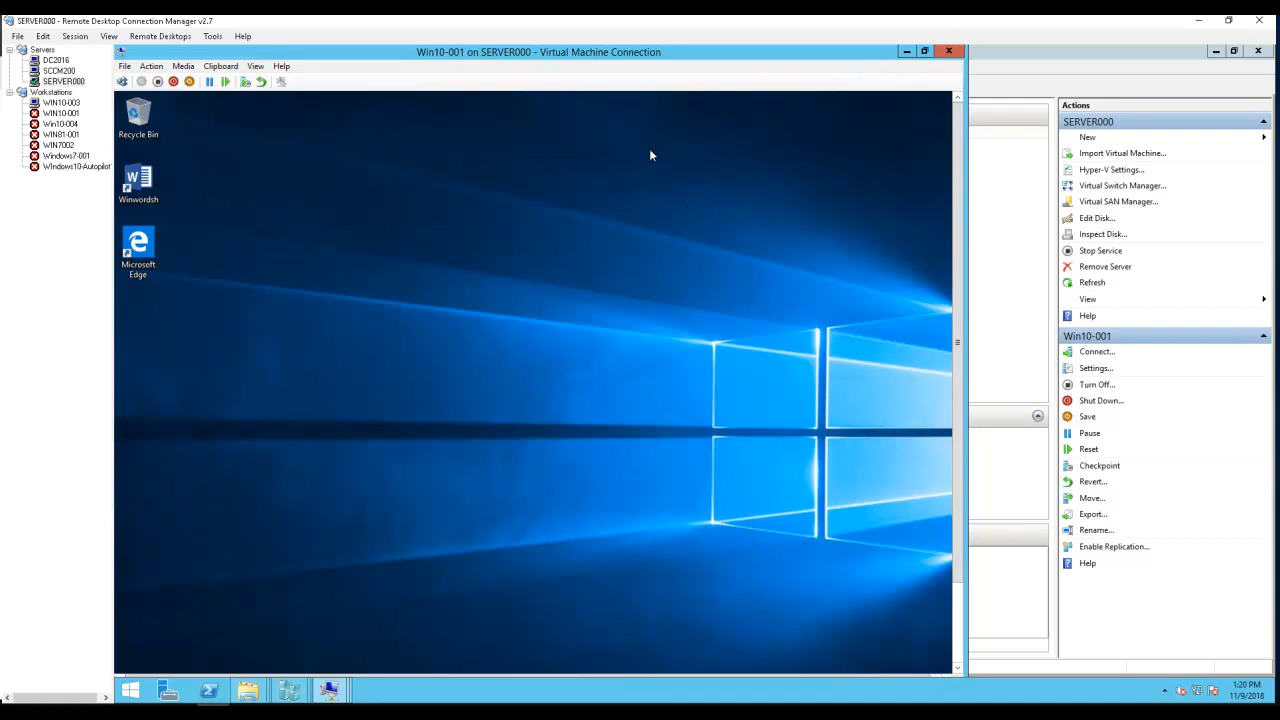 SERVER000 - Remote Desktop Connection Manager v2.7
File Edit Session View Remote Desktops Tools Help
Servers
DC2016
SCCM200
SERVER000
Workstations
WIN10-003
WIN10-001
Win10-004
WIN81-001
WIN7002
Windows7-001
WIndows10-Autopilot
Win10-001 on SERVER000 - Virtual Machine Connection
File Action Media Clipboard View Help
Recycle Bin
Winwordsh
Microsoft
Edge
Actions
SERVER000
New
Import Virtual Machine...
Hyper-V Settings...
Virtual Switch Manager...
Virtual SAN Manager...
Edit Disk...
Inspect Disk...
Stop Service
Remove Server
Refresh
View
Help
Win10-001
Connect...
Settings...
Turn Off...
Shut Down...
Save
Pause
Reset
Checkpoint
Revert...
Move...
Export...
Rename...
Enable Replication...
Help
1:20 PM
11/9/2018